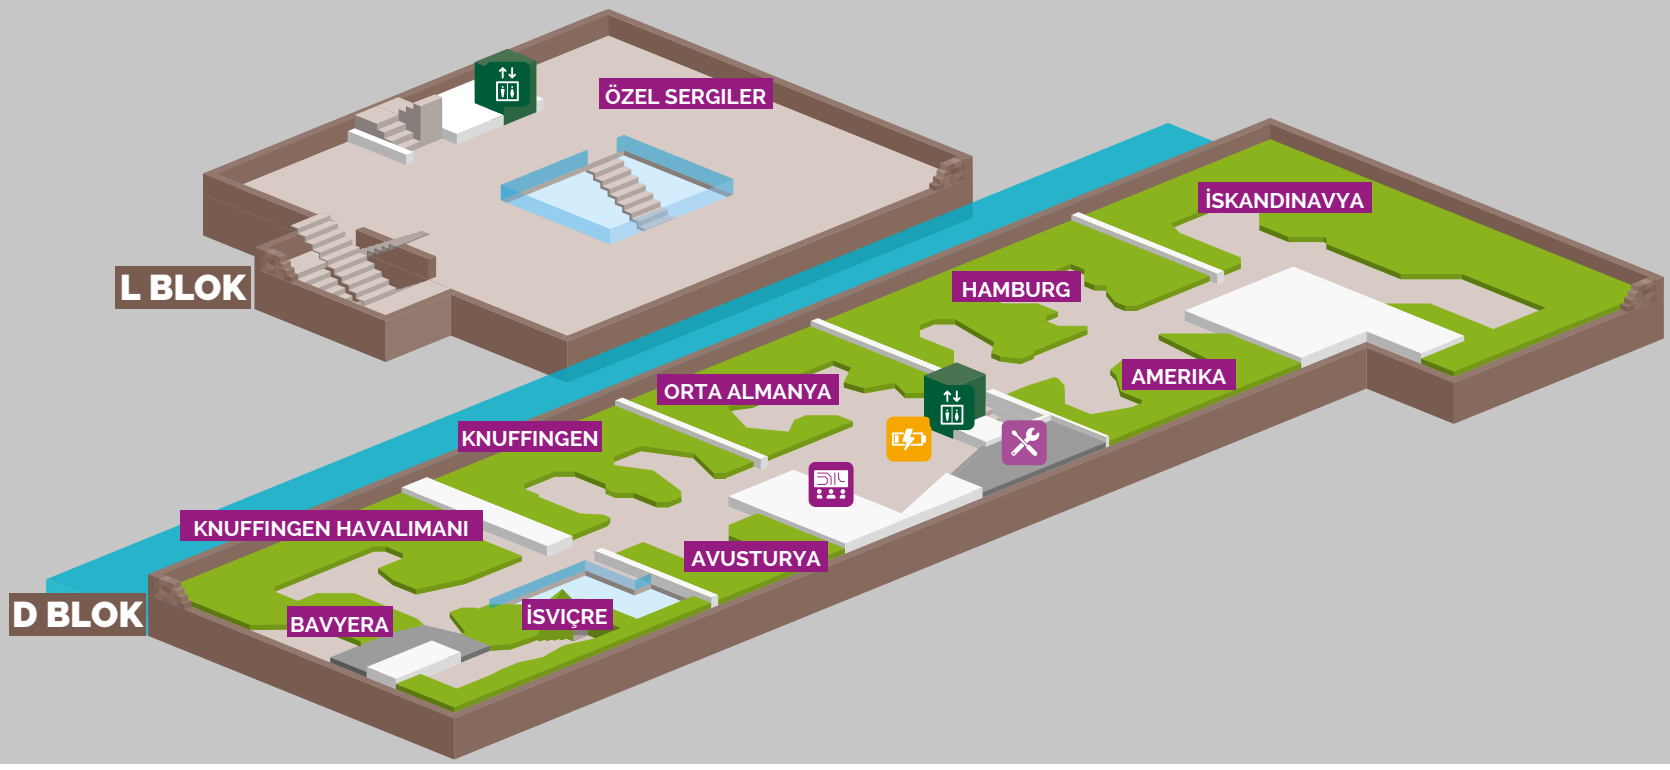 ÖZEL SERGILER
L BLOK
İSKANDINAVYA
HAMBURG
AMERIKA
ORTA ALMANYA
KNUFFINGEN
KNUFFINGEN HAVALIMANI
AVUSTURYA
D BLOK
BAVYERA
İSVIÇRE